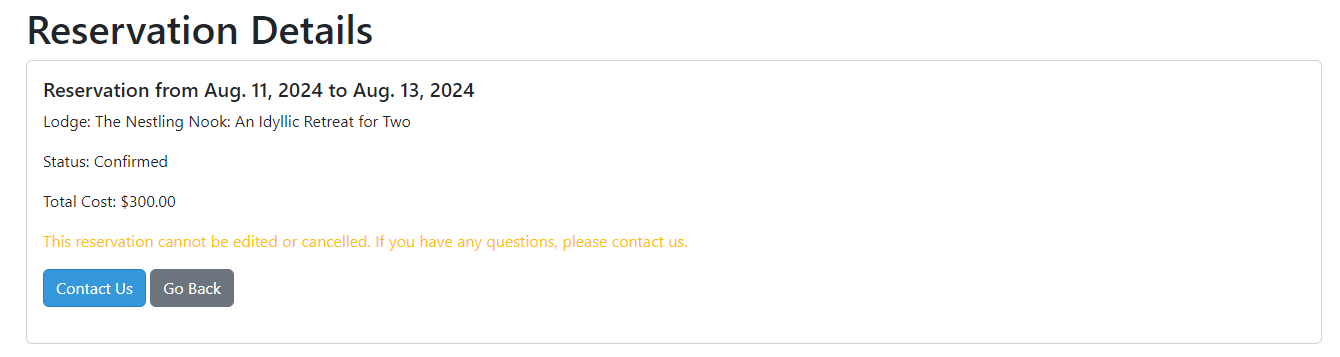 Reservation Details
Reservation from Aug. 11, 2024 to Aug. 13, 2024
Lodge: The Nestling Nook: An Idyllic Retreat for Two
Status: Confirmed
Total Cost: $300.00
This reservation cannot be edited or cancelled. If you have any questions, please contact us.
Contact Us Go Back